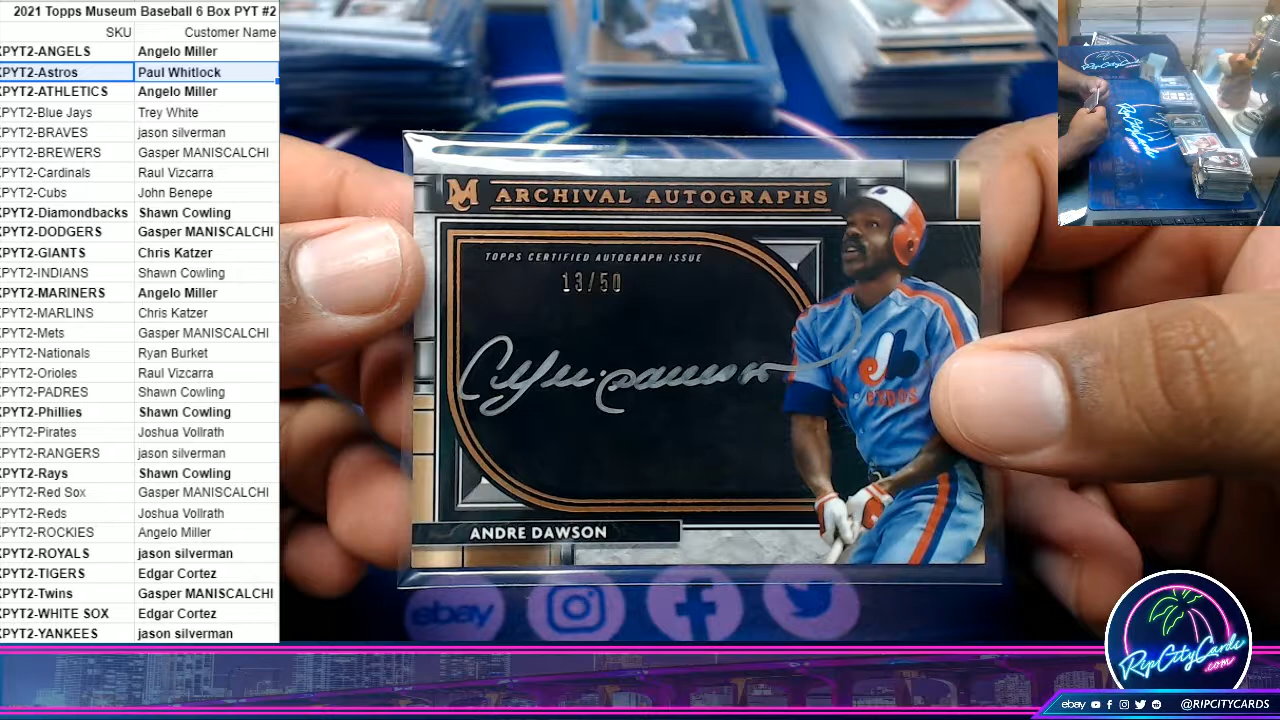 2021 Topps Museum Baseball 6 Box PYT #2
SKU Customer Name
PYT2-ANGELS Angelo Miller
PYT2-Astros Paul Whitlock
PYT2-ATHLETICS Angelo Miller
PYT2-Blue Jays Trey White
PYT2-BRAVES jason silverman
PYT2-BREWERS Gasper MANISCALCHI
PYT2-Cardinals Raul Vizcarra
PYT2-Cubs John Benepe
PYT2-Diamondbacks Shawn Cowling
PYT2-DODGERS Gasper MANISCALCHI
PYT2-GIANTS Chris Katzer
PYT2-INDIANS Shawn Cowling
PYT2-MARINERS Angelo Miller
PYT2-MARLINS Chris Katzer
PYT2-Mets Gasper MANISCALCHI
PYT2-Nationals Ryan Burket
PYT2-Orioles Raul Vizcarra
PYT2-PADRES Shawn Cowling
PYT2-Phillies Shawn Cowling
PYT2-Pirates Joshua Vollrath
PYT2-RANGERS jason silverman
PYT2-Rays Shawn Cowling
PYT2-Red Sox Gasper MANISCALCHI
PYT2-Reds Joshua Vollrath
PYT2-ROCKIES Angelo Miller
PYT2-ROYALS jason silverman
PYT2-TIGERS Edgar Cortez
PYT2-Twins Gasper MANISCALCHI
PYT2-WHITE SOX Edgar Cortez
PYT2-YANKEES jason silverman
M ARCHIVAL AUTOGRAPHS
TOPPS CERTIFIED AUTOGRAPH ISSUE
13/50
Andre Dawson
expos
ANDRE DAWSON
ebay
RipCityCards
.com
ebay @RIPCITYCARDS